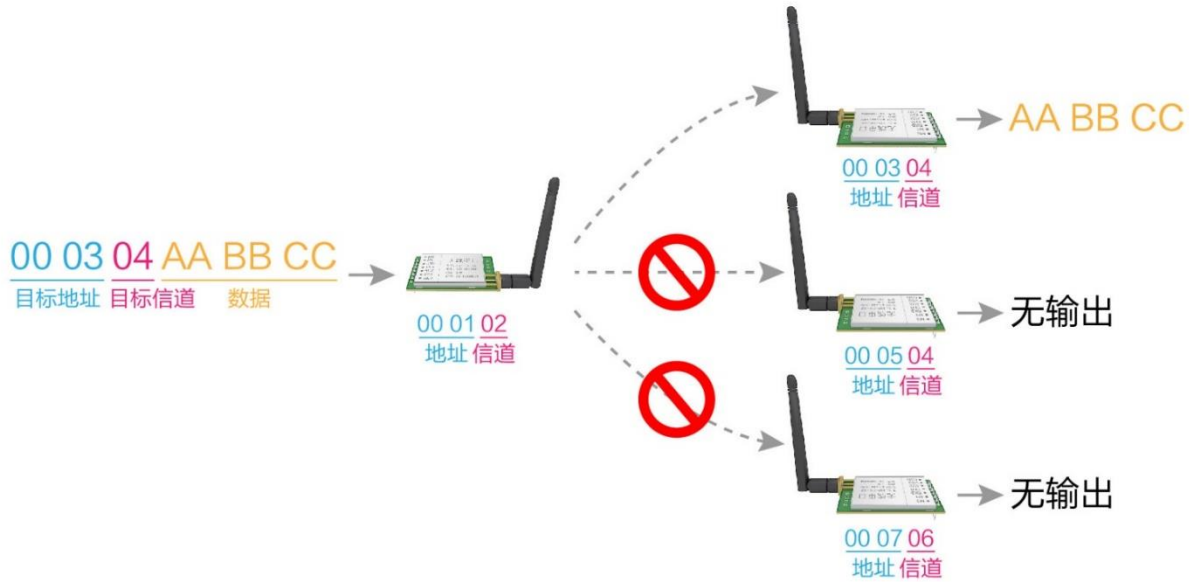 AA BB CC
00 03 04
地址 信道
00 03 04 AA BB CC
目标地址 目标信道 数据
00 01 02
地址 信道
无输出
00 05 04
地址 信道
无输出
00 07 06
地址 信道